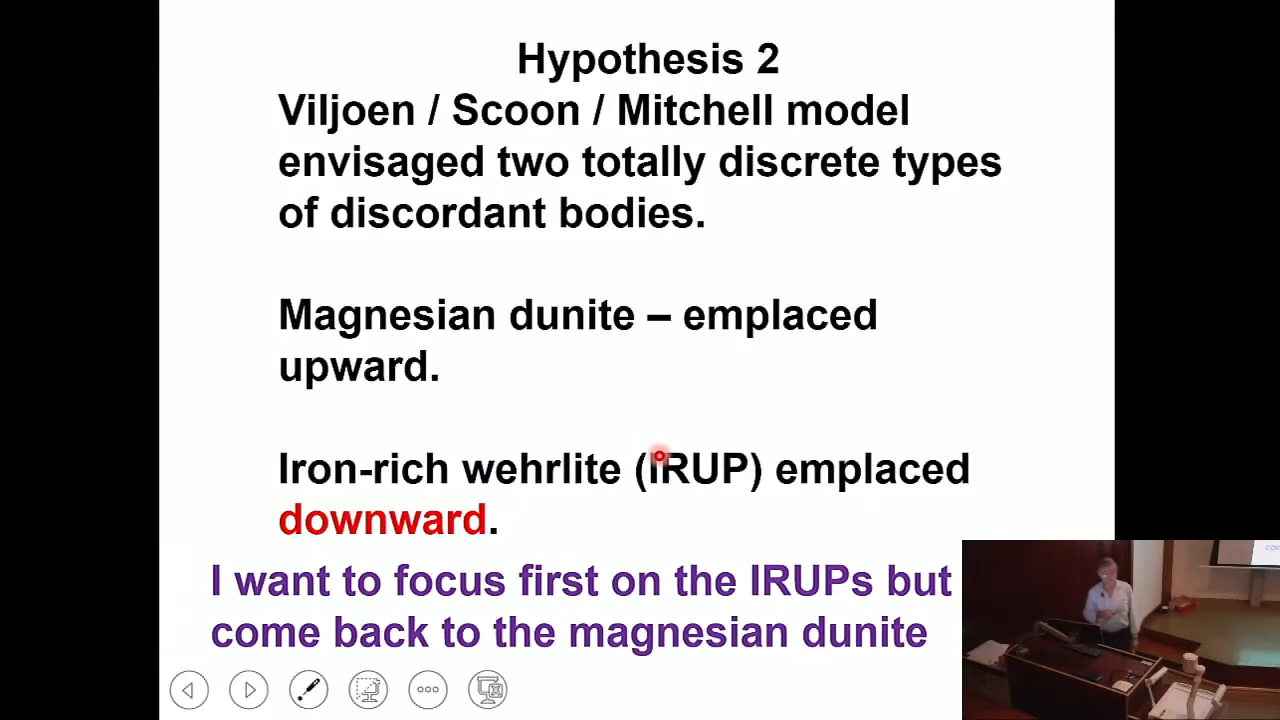 Hypothesis 2
Viljoen / Scoon / Mitchell model
envisaged two totally discrete types
of discordant bodies.
Magnesian dunite – emplaced
upward.
Iron-rich wehrlite (IRUP) emplaced
downward.
I want to focus first on the IRUPs but
come back to the magnesian dunite